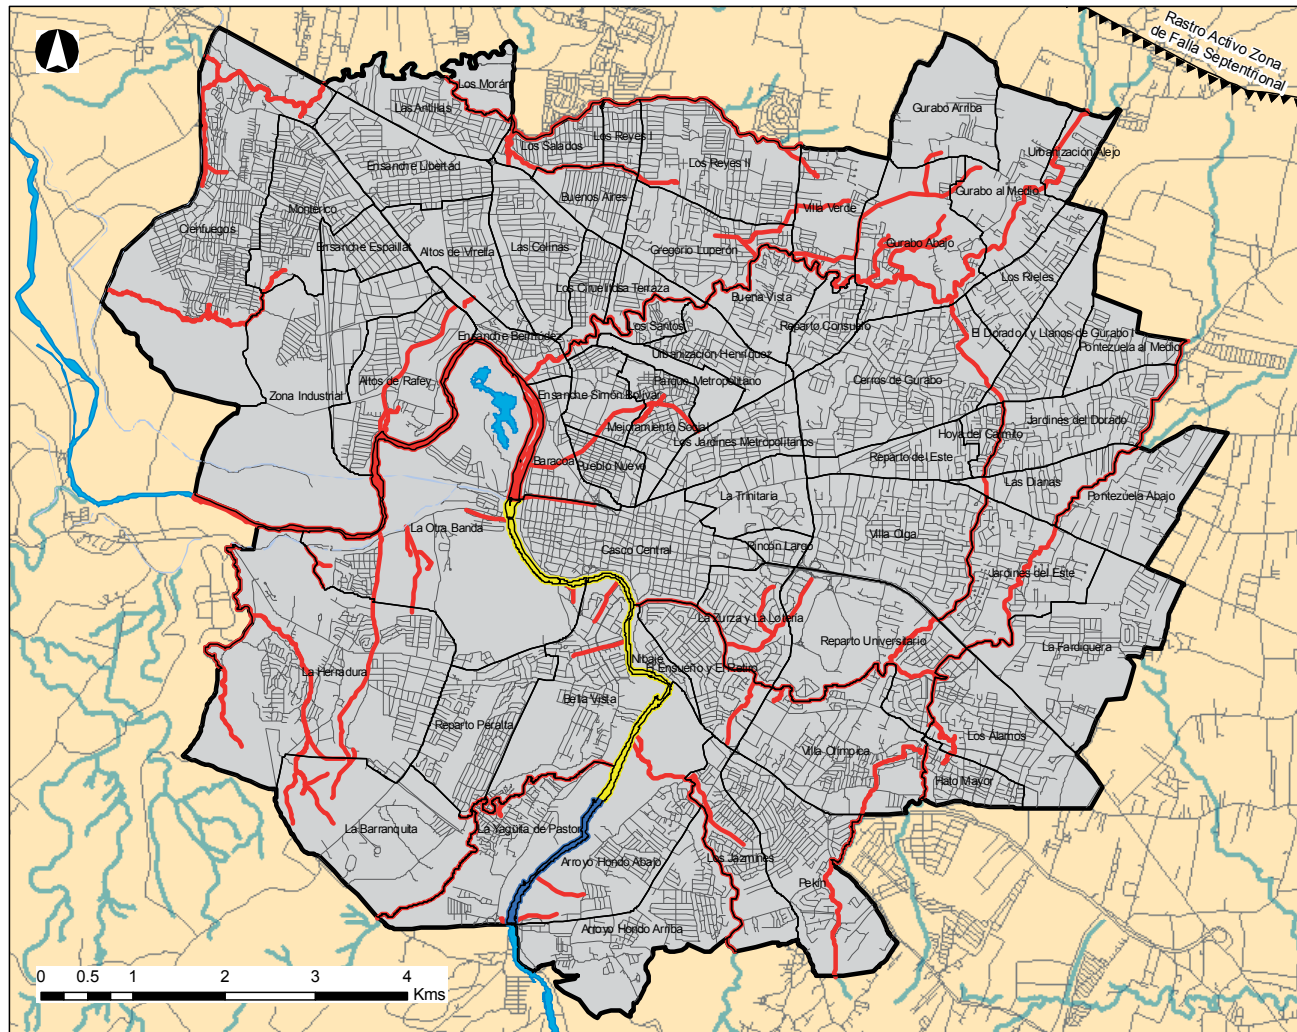 Rastro Activo Zona
de Falla Septentrional
Los Morán
Las Antillas
Gurabo Arriba
Los Reyes I
Los Salados
Urbanización Alejo
Los Reyes II
Ensanche Libertad
Gurabo al Medio
Buenos Aires
Villa Verde
Monterico
Cienfuegos
Ensanche Espaillat
Altos de Virella
Las Colinas
Gregorio Luperón
Gurabo Abajo
Los Rieles
Los Ciruelitos
La Terraza
Buena Vista
Los Santos
Reparto Consuelo
Ensanche Bermúdez
El Dorado I y Llanos de Gurabo I
Pontezuela al Medio
Urbanización Henríquez
Altos de Rafey
Parque Metropolitano
Cerros de Gurabo
Zona Industrial
Ensanche Simón Bolívar
Mejoramiento Social
Jardines del Dorado
Hoya del Caimito
Los Jardines Metropolitanos
Baracoa
Pueblo Nuevo
Reparto del Este
Las Dianas
La Trinitaria
Pontezuela Abajo
La Otra Banda
Villa Olga
Casco Central
Rincón Largo
Jardines del Este
La Zurza y La Lotería
Reparto Universitario
La Fardiguera
Nibaje
Ensueño y El Retiro
La Herradura
Bella Vista
Reparto Peralta
Los Álamos
Villa Olímpica
Hato Mayor
La Barranquita
La Yagüita de Pastor
Arroyo Hondo Abajo
Los Jazmines
Pekín
Arroyo Hondo Arriba
0 0.5 1 2 3 4
Kms